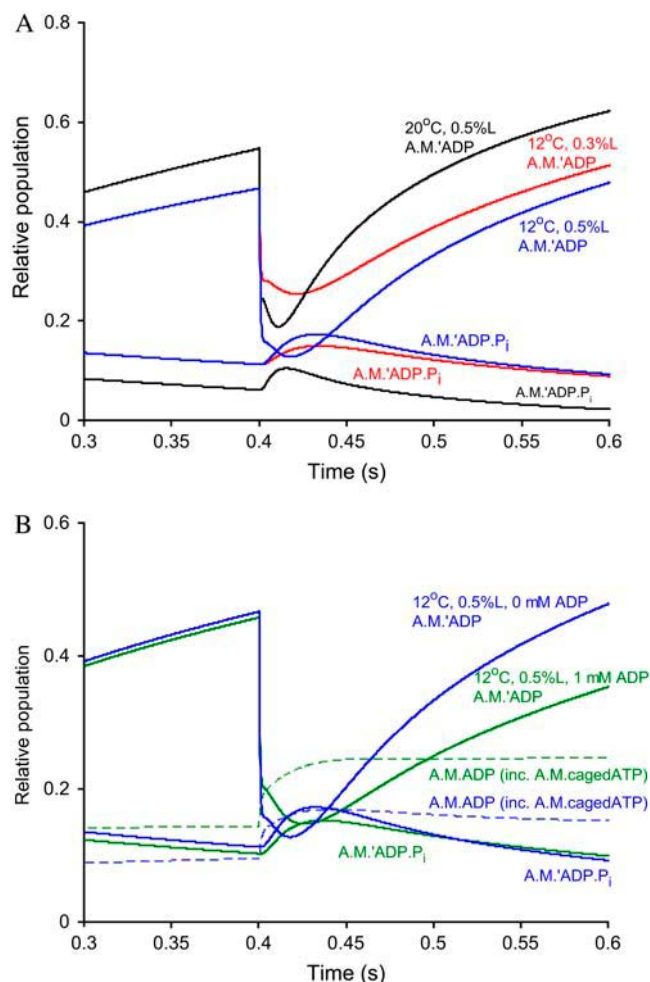 A
0.8
0.6
0.4
0.2
0
Relative population
20°C, 0.5%L
A.M.'ADP
12°C, 0.3%L
A.M.'ADP
12°C, 0.5%L
A.M.'ADP
A.M.'ADP.Pi
A.M.'ADP.Pi
A.M.'ADP.Pi
0.3 0.35 0.4 0.45 0.5 0.55 0.6
Time (s)
B
0.6
0.4
0.2
0
Relative population
12°C, 0.5%L, 0 mM ADP
A.M.'ADP
12°C, 0.5%L, 1 mM ADP
A.M.'ADP
A.M.ADP (inc. A.M.cagedATP)
A.M.ADP (inc. A.M.cagedATP)
A.M.'ADP.Pi
A.M.'ADP.Pi
0.3 0.35 0.4 0.45 0.5 0.55 0.6
Time (s)